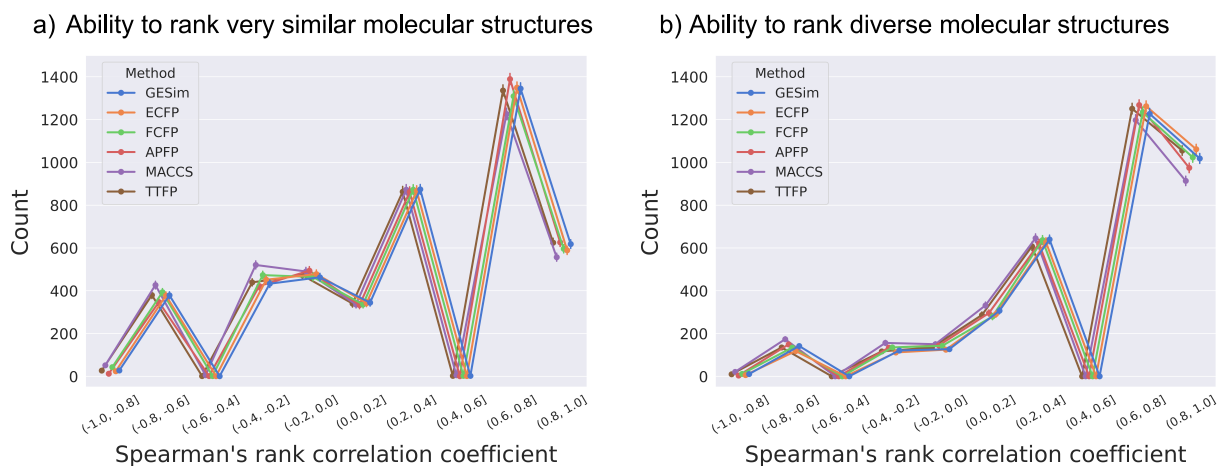 a) Ability to rank very similar molecular structures
b) Ability to rank diverse molecular structures
Count
1400
1200
1000
800
600
400
200
0
Method
GESim
ECFP
FCFP
APFP
MACCS
TTFP
(-1.0, -0.8]
(-0.8, -0.6]
(-0.6, -0.4]
(-0.4, -0.2]
(-0.2, 0.0]
(0.0, 0.2]
(0.2, 0.4]
(0.4, 0.6]
(0.6, 0.8]
(0.8, 1.0]
Spearman's rank correlation coefficient
Count
1400
1200
1000
800
600
400
200
0
Method
GESim
ECFP
FCFP
APFP
MACCS
TTFP
(-1.0, -0.8]
(-0.8, -0.6]
(-0.6, -0.4]
(-0.4, -0.2]
(-0.2, 0.0]
(0.0, 0.2]
(0.2, 0.4]
(0.4, 0.6]
(0.6, 0.8]
(0.8, 1.0]
Spearman's rank correlation coefficient